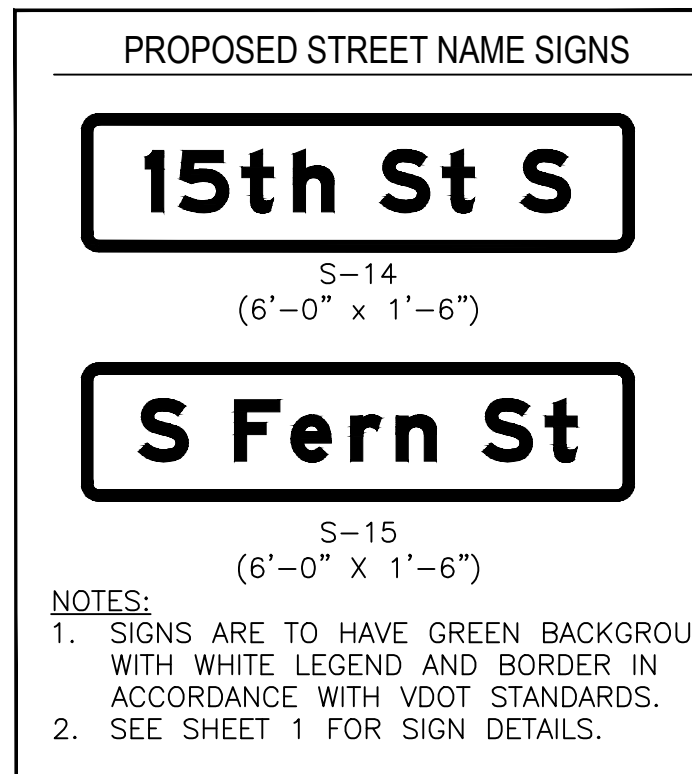 PROPOSED STREET NAME SIGNS
15th St S
S-14
(6'-0" x 1'-6")
S Fern St
S-15
(6'-0" X 1'-6")
NOTES:
1. SIGNS ARE TO HAVE GREEN BACKGROU
WITH WHITE LEGEND AND BORDER IN
ACCORDANCE WITH VDOT STANDARDS.
2. SEE SHEET 1 FOR SIGN DETAILS.